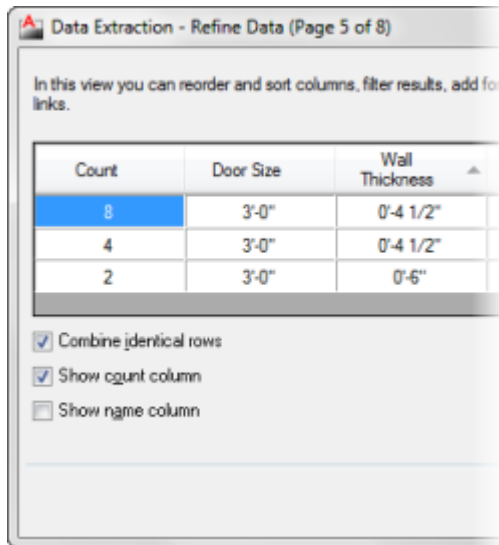 Data Extraction - Refine Data (Page 5 of 8)
In this view you can reorder and sort columns, filter results, add
links.
Count Door Size Wall
Thickness
8 3'-0" 0'-4 1/2"
4 3'-0" 0'-4 1/2"
2 3'-0" 0'-6"
Combine identical rows
Show count column
Show name column